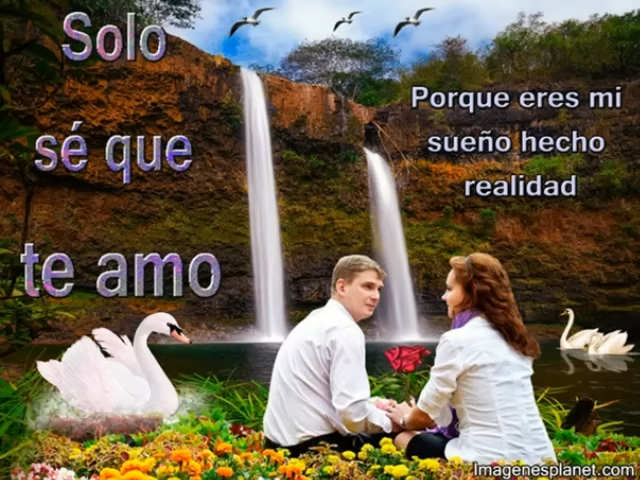 Solo
sé que
te amo
Porque eres mi
sueño hecho
realidad
Imagenesplanet.com